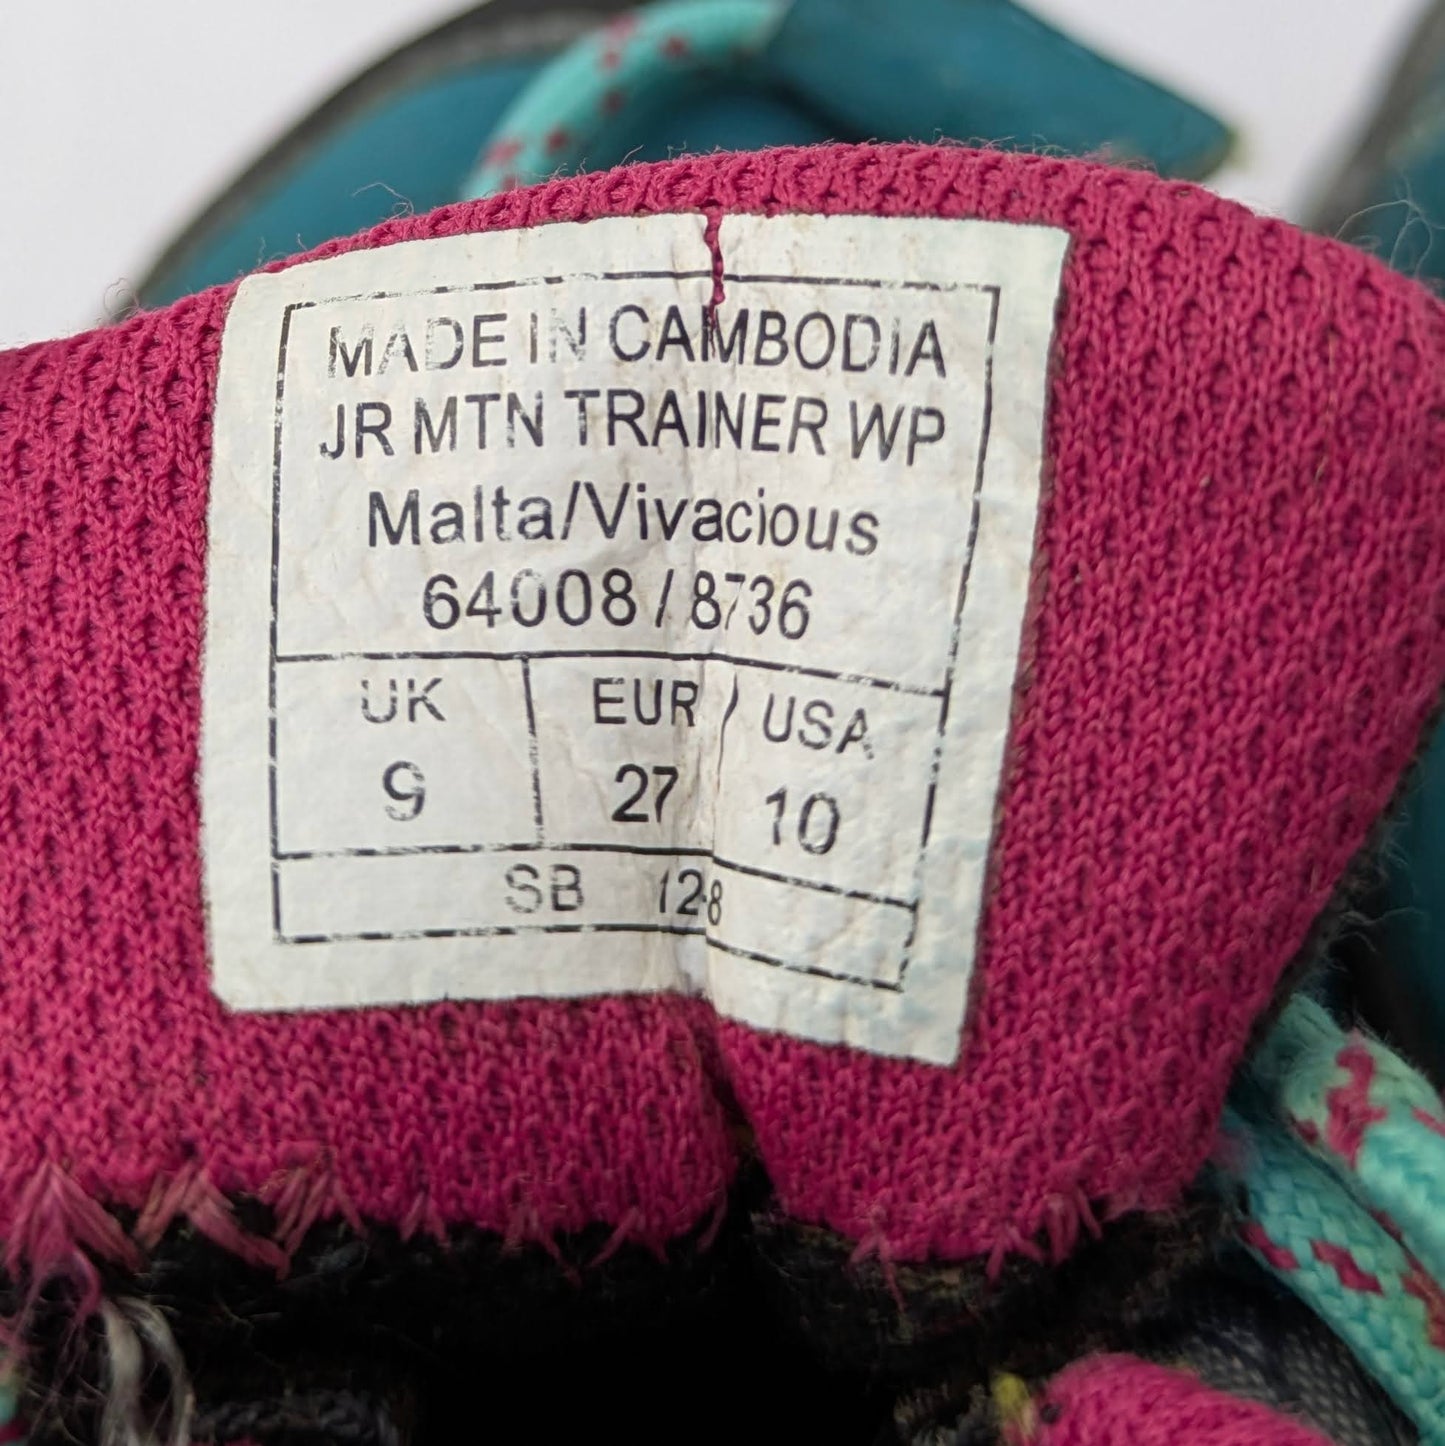 MADE IN CAMBODIA
JR MTN TRAINER WP
Malta/Vivacious
64008 / 8736
UK EUR USA
9 27 10
SB 12-8